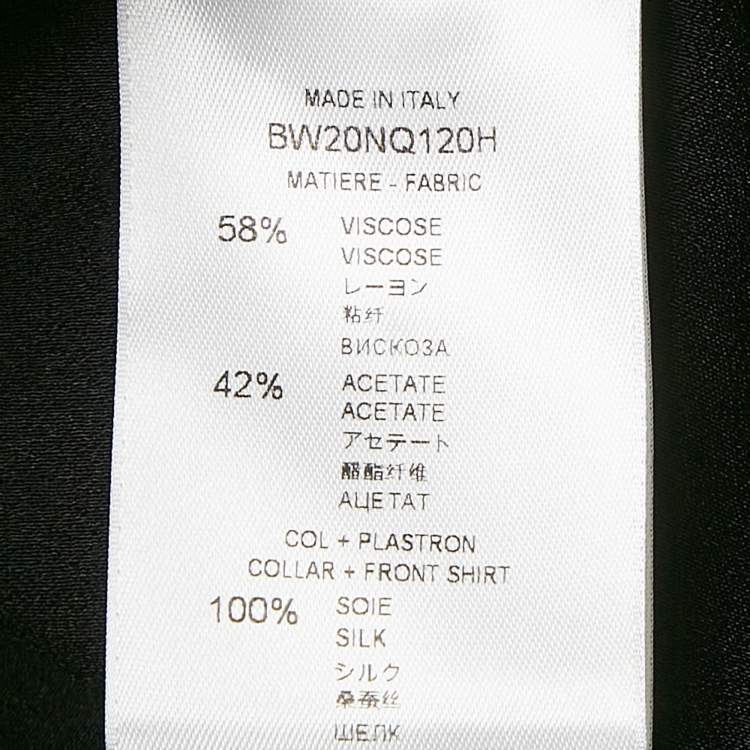 MADE IN ITALY
BW20NQ120H
MATIERE - FABRIC
58% VISCOSE
VISCOSE
レーヨン
粘纤
ВИСКОЗА
42% ACETATE
ACETATE
アセテート
醋酯纤维
АЦЕТАТ
COL + PLASTRON
COLLAR + FRONT SHIRT
100% SOIE
SILK
シルク
桑蚕丝
ШЕЛК